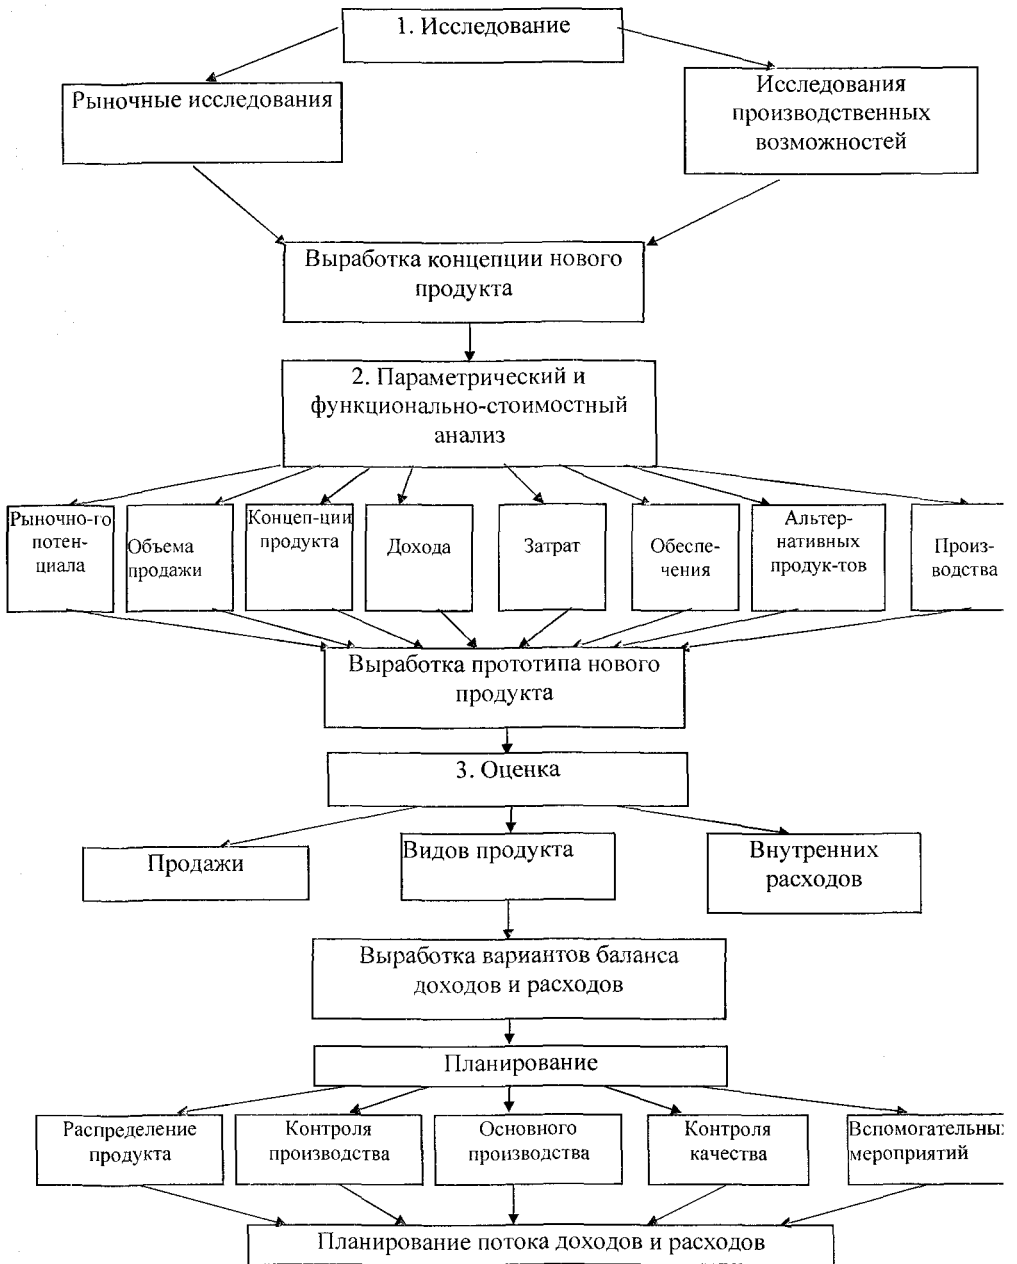 1. Исследование
Рыночные исследования
Исследования
производственных
возможностей
Выработка концепции нового
продукта
2. Параметрический и
функционально-стоимостный
анализ
Рыночно-го
потен-
циала
Объема
продажи
Концеп-ции
продукта
Дохода
Затрат
Обеспе-
чения
Альтер-
нативных
продук-тов
Произ-
водства
Выработка прототипа нового
продукта
3. Оценка
Продажи
Видов продукта
Внутренних
расходов
Выработка вариантов баланса
доходов и расходов
Планирование
Распределение
продукта
Контроля
производства
Основного
производства
Контроля
качества
мероприятий
Планирование потока доходов и расходов